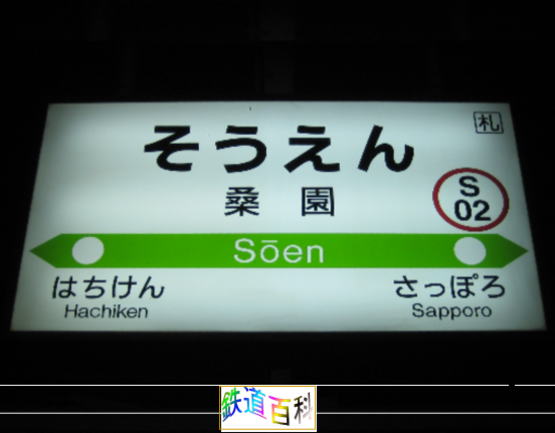 札
そうえん
桑園
S
02
Sōen
はちけん
Hachiken
さっぽろ
Sapporo
鉄道百科